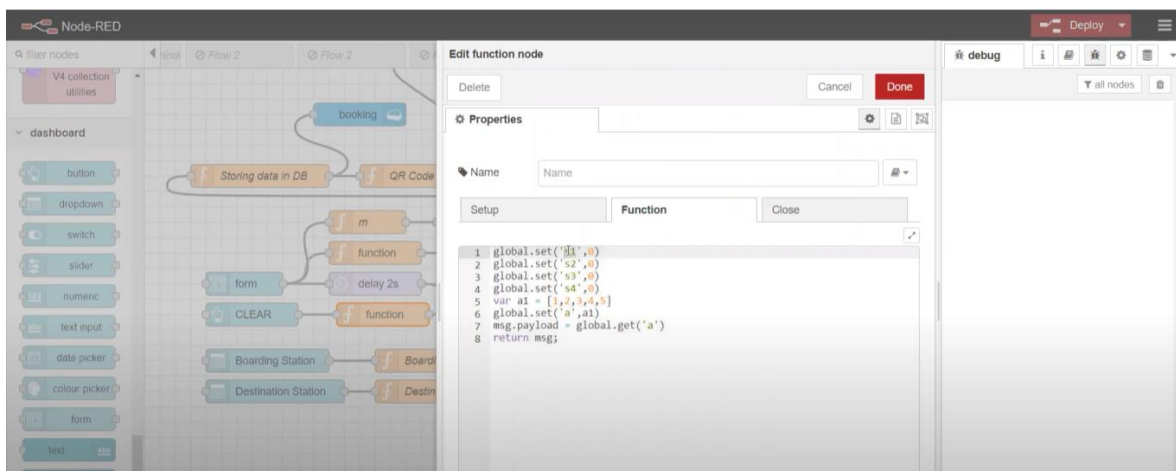 Node-RED
Deploy
filter nodes
Flow 2
Flow 2
Edit function node
debug
V4 collection
utilities
all nodes
Delete
Cancel
Done
dashboard
Properties
booking
button
Storing data in DB
QR Code
Name
Name
dropdown
Setup
Function
Close
switch
m
function
slider
form
delay 2s
numeric
CLEAR
function
text input
date picker
Boarding Station
Boardi
colour picker
Destination Station
Destin
form
text
abc
1 global.set('s1',0)
2 global.set('s2',0)
3 global.set('s3',0)
4 global.set('s4',0)
5 var a1 = [1,2,3,4,5]
6 global.set('a',a1)
7 msg.payload = global.get('a')
8 return msg;